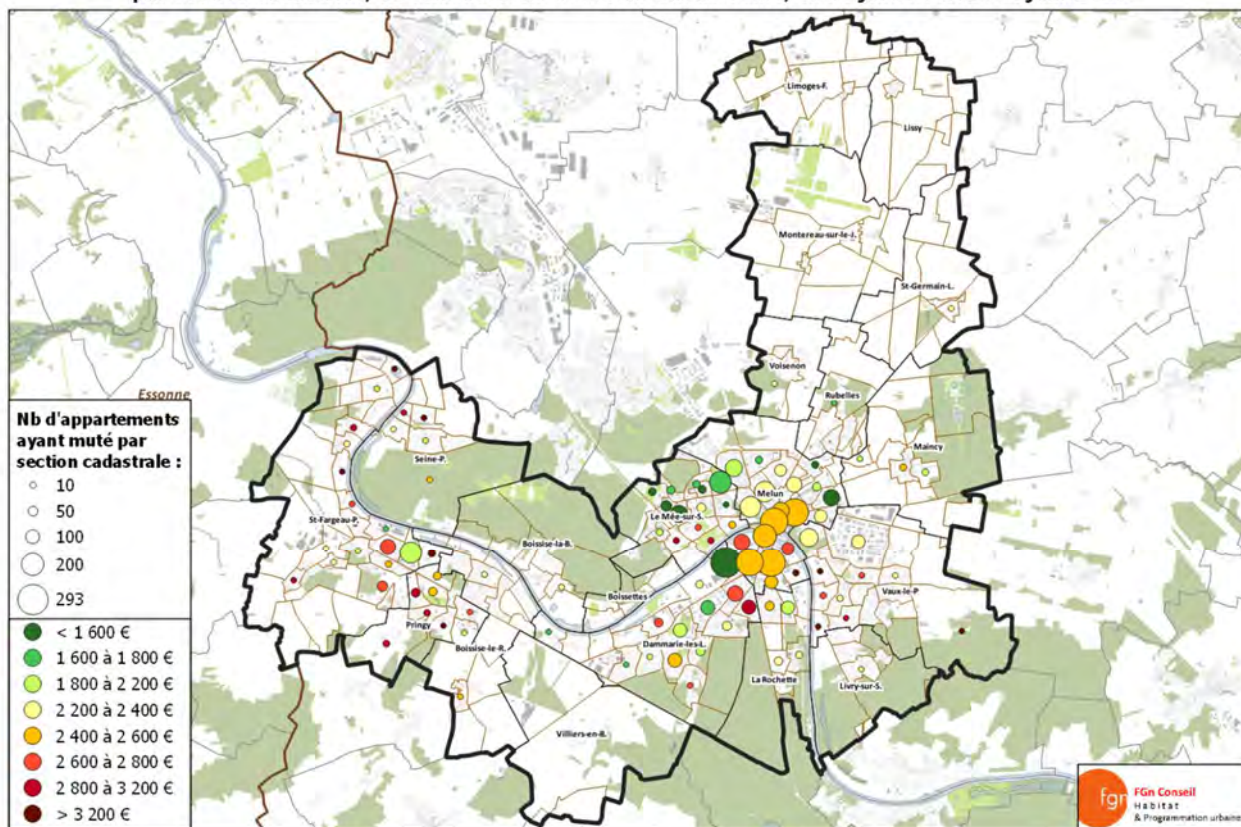 Limoges-F.
Lissy
Montereau-sur-le-J.
St-Germain-L.
Voisenon
Rubelles
Maincy
Essonne
Nb d'appartements
ayant muté par
section cadastrale :
10
50
100
200
293
< 1 600 €
1 600 à 1 800 €
1 800 à 2 200 €
2 200 à 2 400 €
2 400 à 2 600 €
2 600 à 2 800 €
2 800 à 3 200 €
> 3 200 €
Seine-P.
Melun
Le Mée-sur-S.
St-Fargeau-P.
Boissise-la-B.
Boissettes
Vaux-le-P
Pringy
Boissise-le-R.
Dammarie-les-L.
La Rochette
Livry-sur-S.
Villiers-en-B.
fgn
FGn Conseil
Habitat
& Programmation urbaine